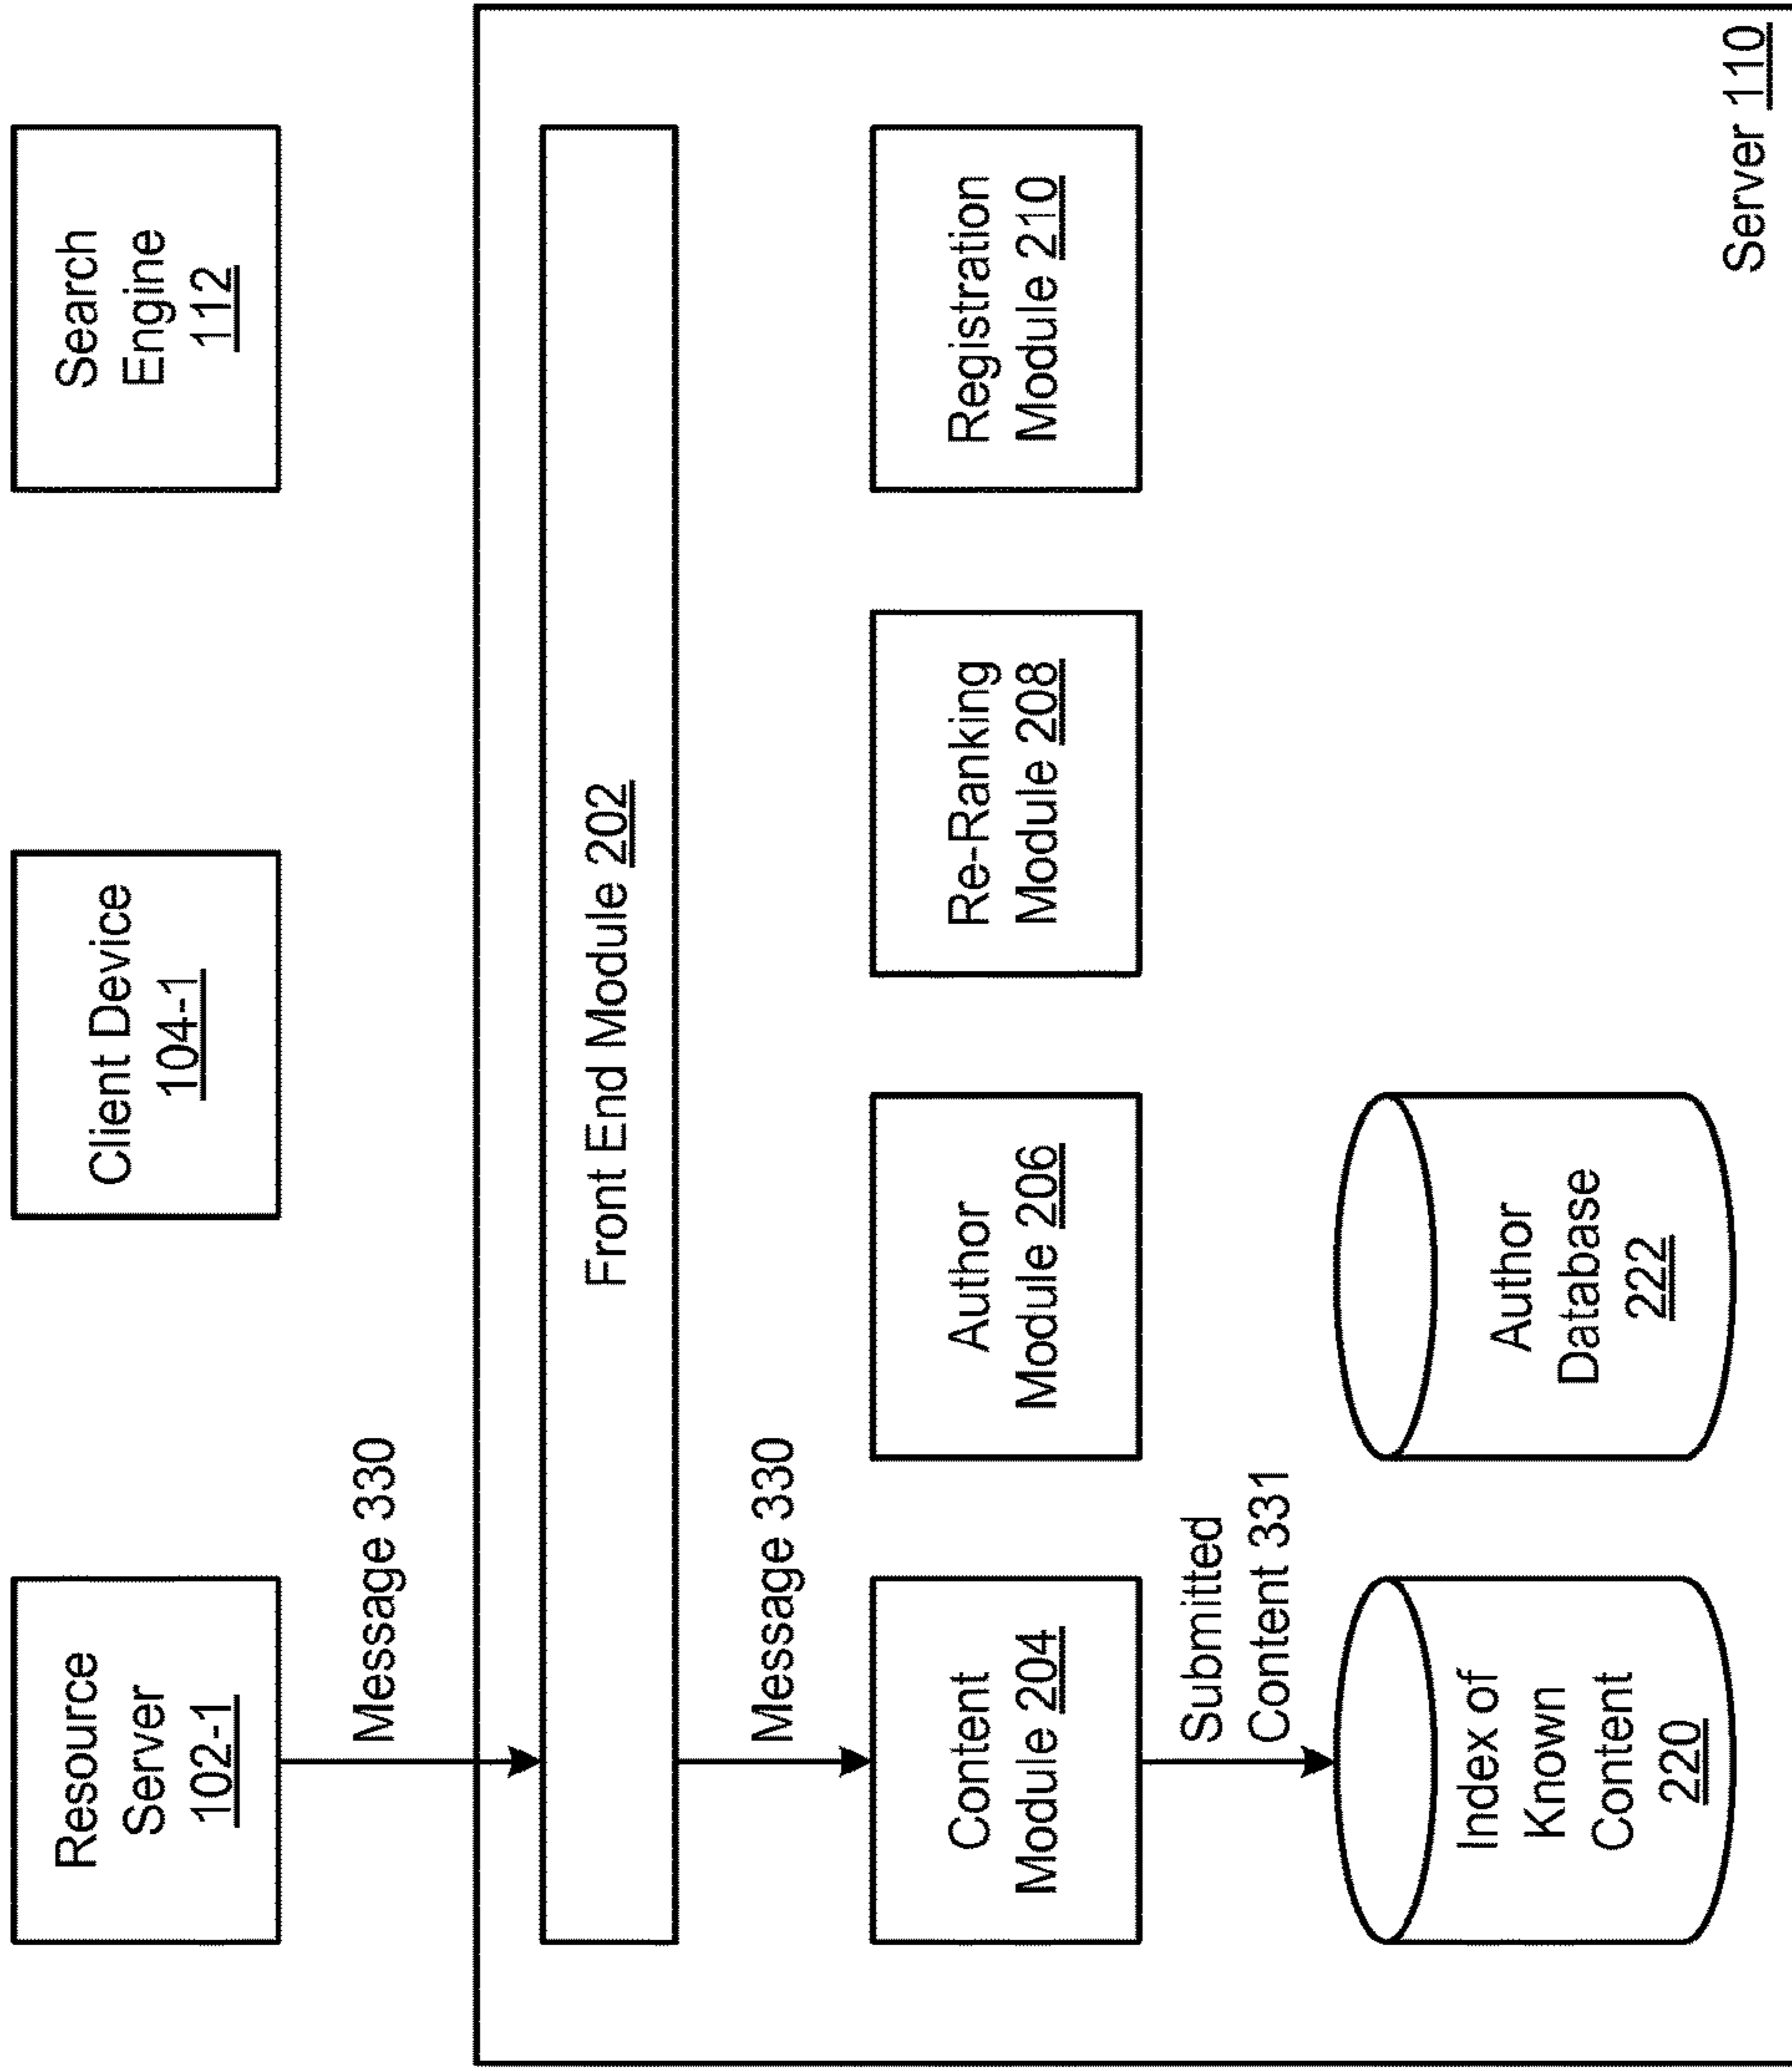 Resource
Server
102-1
Client Device
104-1
Search
Engine
112
Message 330
Front End Module 202
Message 330
Content
Module 204
Author
Module 206
Re-Ranking
Module 208
Registration
Module 210
Submitted
Content 331
Index of
Known
Content
220
Author
Database
222
Server 110